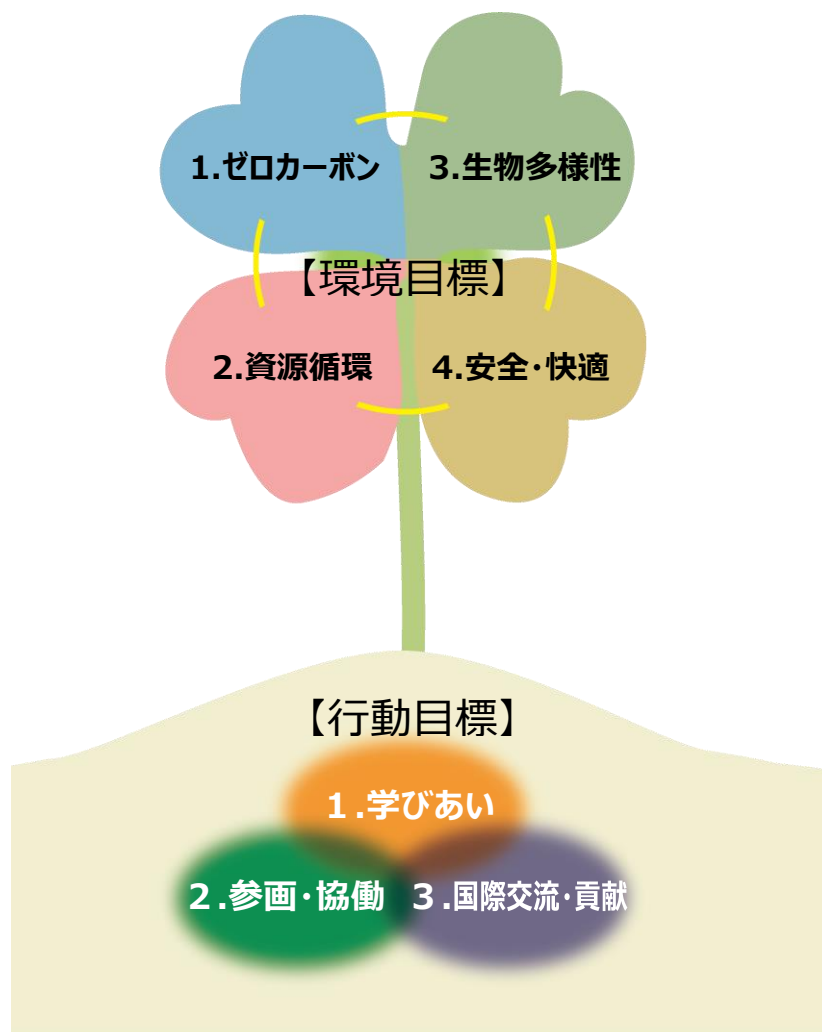 1.ゼロカーボン
3.生物多様性
【環境目標】
2.資源循環
4.安全・快適
【行動目標】
１.学びあい
２.参画・協働
３.国際交流・貢献